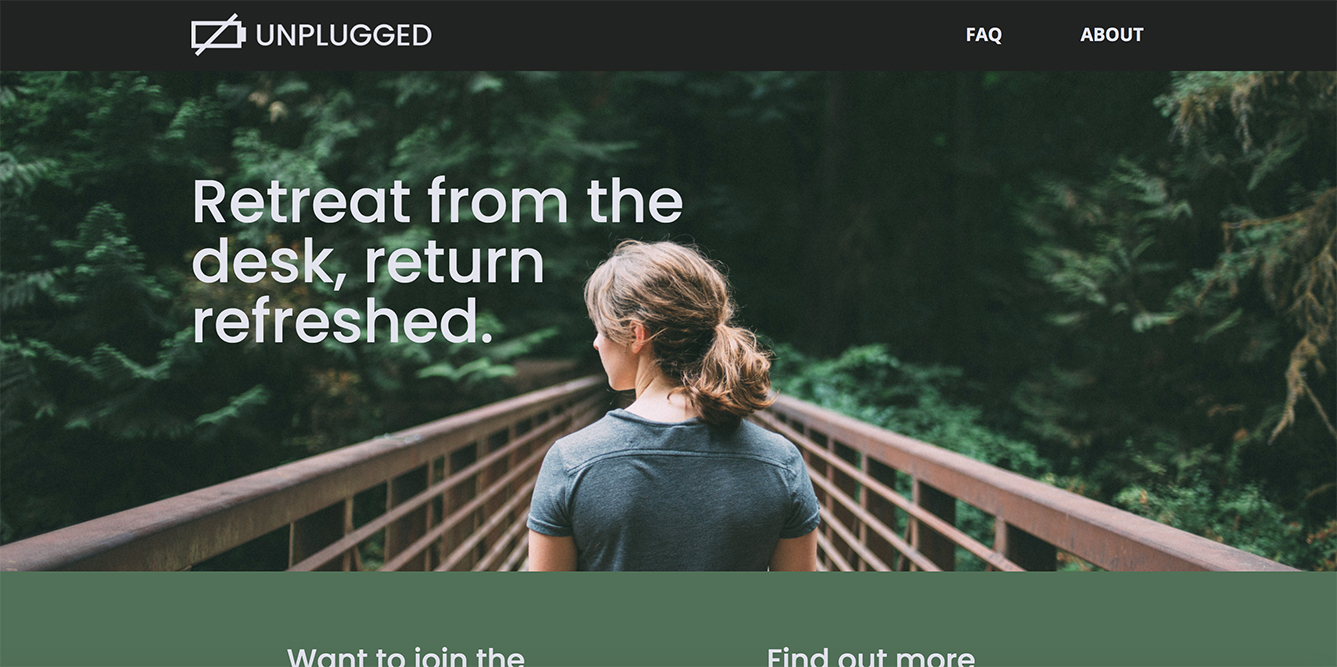 UNPLUGGED
FAQ
ABOUT
Retreat from the
desk, return
refreshed.
Want to join the
Find out more